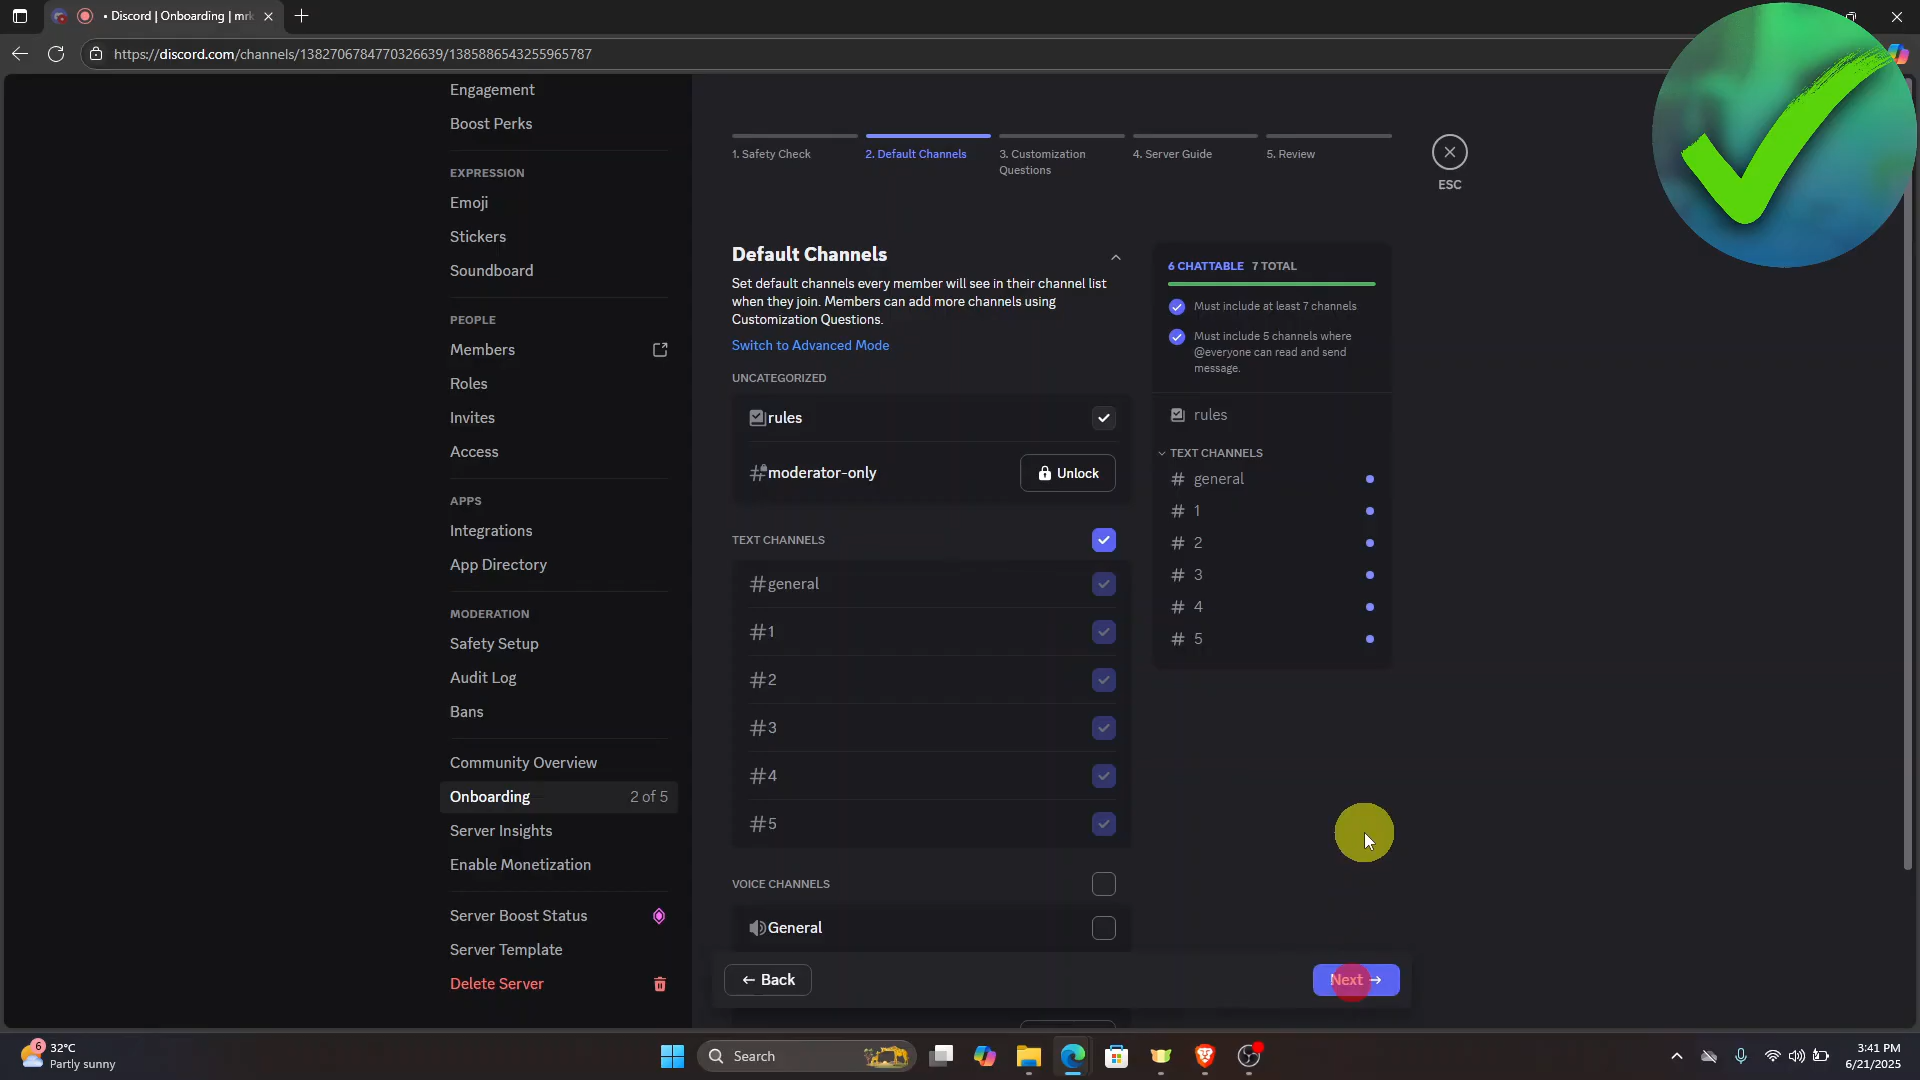 • Discord | Onboarding | mrk
https://discord.com/channels/1382706784770326639/1385886543255965787
Engagement
Boost Perks
EXPRESSION
Emoji
Stickers
Soundboard
PEOPLE
Members
Roles
Invites
Access
APPS
Integrations
App Directory
MODERATION
Safety Setup
Audit Log
Bans
Community Overview
Onboarding 2 of 5
Server Insights
Enable Monetization
Server Boost Status
Server Template
Delete Server
1. Safety Check
2. Default Channels
3. Customization
Questions
4. Server Guide
5. Review
ESC
Default Channels
Set default channels every member will see in their channel list
when they join. Members can add more channels using
Customization Questions.
Switch to Advanced Mode
UNCATEGORIZED
rules
moderator-only
Unlock
TEXT CHANNELS
#general
#1
#2
#3
#4
#5
VOICE CHANNELS
General
← Back
Next →
6 CHATTABLE 7 TOTAL
Must include at least 7 channels
Must include 5 channels where
@everyone can read and send
message.
rules
TEXT CHANNELS
# general
# 1
# 2
# 3
# 4
# 5
6
32°C
Partly sunny
Search
3:41 PM
6/21/2025